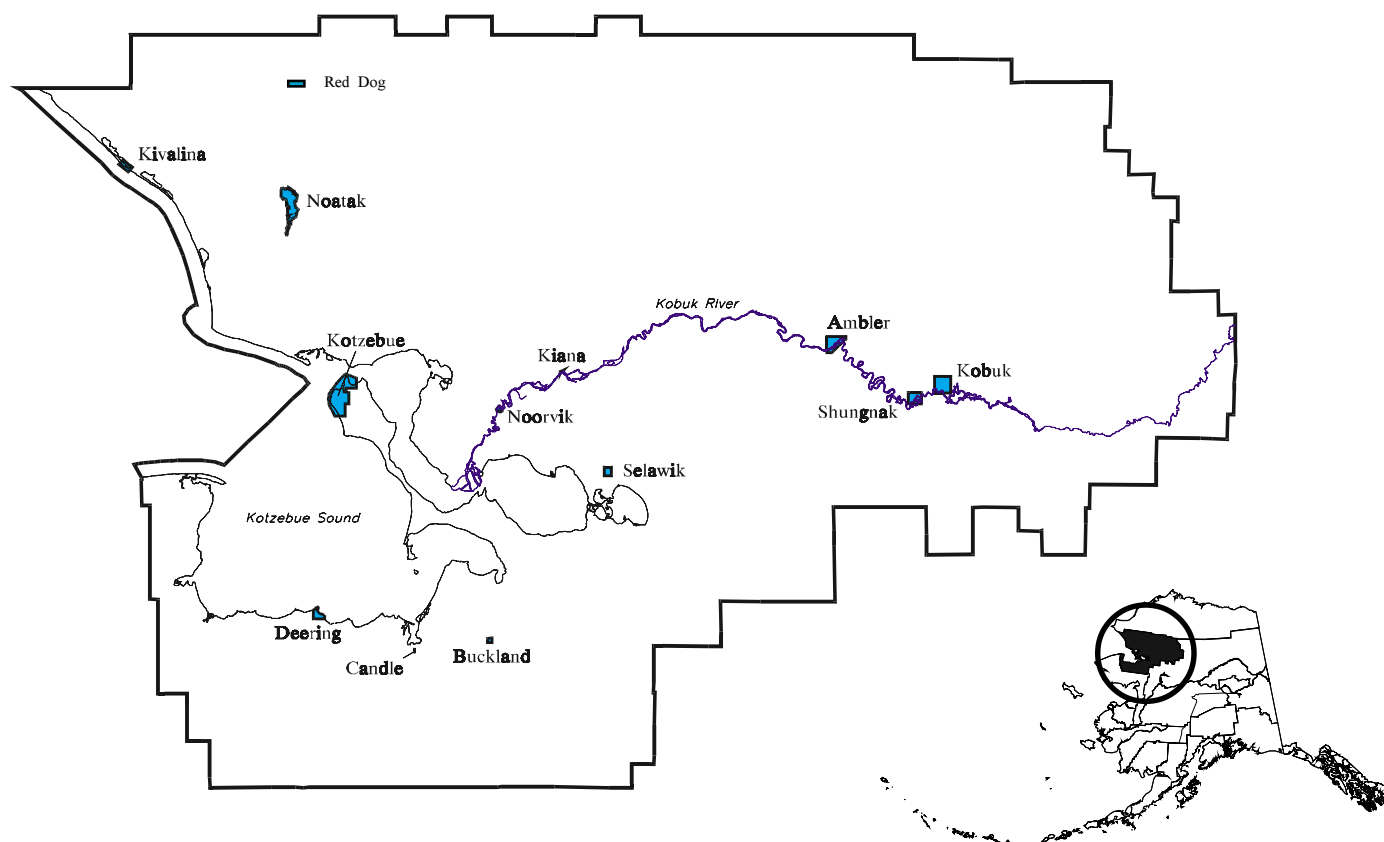 Red Dog
Kivalina
Noatak
Kobuk River
Ambler
Kotzebue
Kiana
Kobuk
Shungnak
Noorvik
Selawik
Kotzebue Sound
Deering
Candle
Buckland